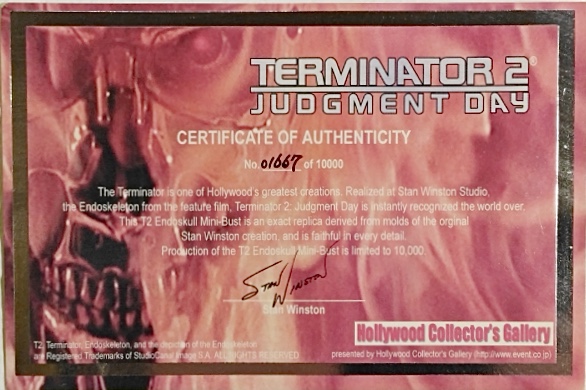 TERMINATOR 2®
JUDGMENT DAY
CERTIFICATE OF AUTHENTICITY
No. 01667 of 10000
The Terminator is one of Hollywood's greatest creations. Realized at Stan Winston Studio,
the Endoskeleton from the feature film, Terminator 2: Judgment Day is instantly recognized the world over.
This T2 Endoskull Mini-Bust is an exact replica derived from molds of the orginal
Stan Winston creation, and is faithful in every detail.
Production of the T2 Endoskull Mini-Bust is limited to 10,000.
Stan Winston
Stan Winston
Hollywood Collector's Gallery
T2, Terminator, Endoskeleton, and the depiction of the Endoskeleton
are Registered Trademarks of StudioCanal Image S.A. ALL RIGHTS RESERVED
presented by Hollywood Collector's Gallery (http://www.event.co.jp)